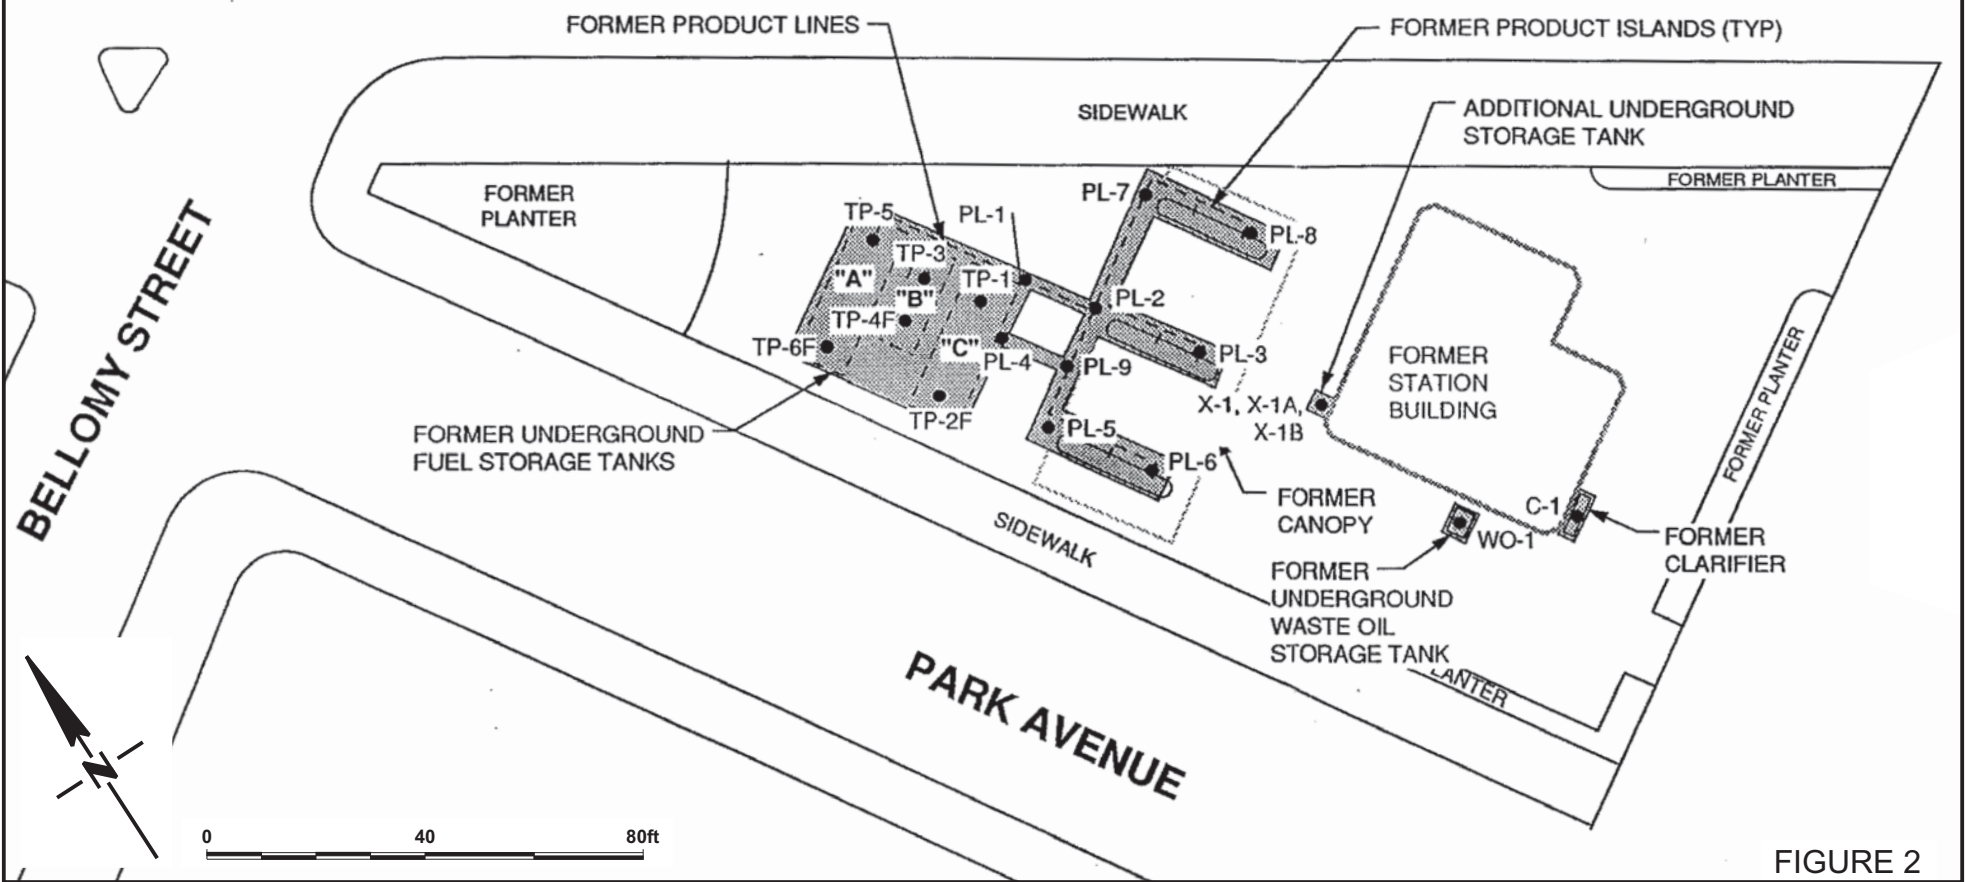 FORMER PRODUCT LINES
FORMER PRODUCT ISLANDS (TYP)
SIDEWALK
ADDITIONAL UNDERGROUND
STORAGE TANK
FORMER
PLANTER
FORMER PLANTER
PL-7
TP-5
PL-1
PL-8
TP-3
"A"
TP-1
"B"
PL-2
TP-4F
TP-6F
"C"
PL-4
PL-9
PL-3
FORMER
STATION
BUILDING
FORMER PLANTER
X-1, X-1A,
X-1B
TP-2F
PL-5
FORMER UNDERGROUND
FUEL STORAGE TANKS
PL-6
BELLOMY STREET
FORMER
CANOPY
C-1
WO-1
SIDEWALK
FORMER
CLARIFIER
FORMER
UNDERGROUND
WASTE OIL
STORAGE TANK
LANTER
PARK AVENUE
N
0 40 80ft
FIGURE 2